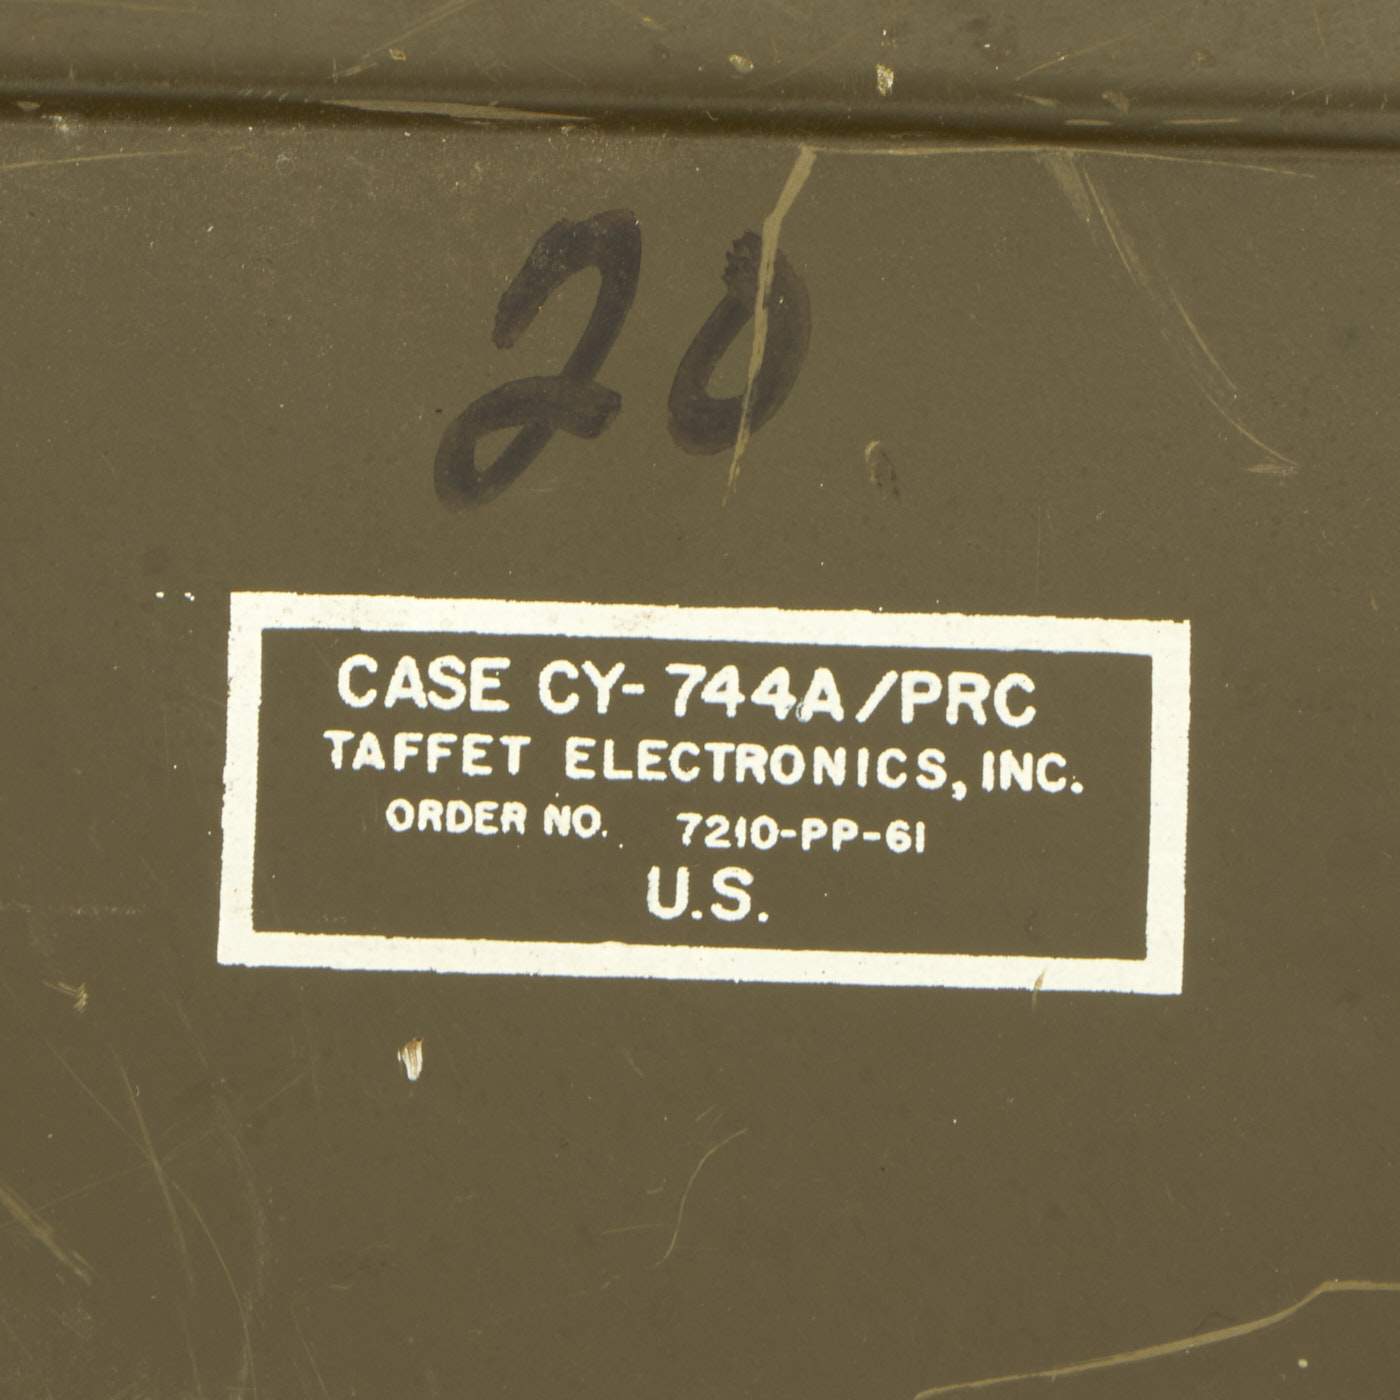 20
CASE CY-744A/PRC
TAFFET ELECTRONICS, INC.
ORDER NO. 7210-PP-61
U.S.